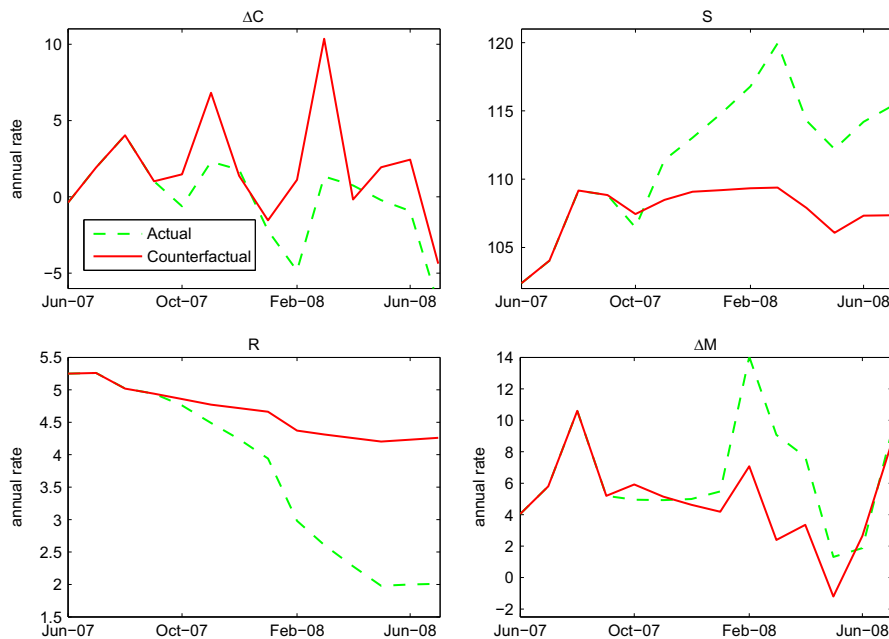 ΔC
annual rate
10
5
0
−5
Actual
Counterfactual
Jun−07
Oct−07
Feb−08
Jun−08
S
120
115
110
105
Jun−07
Oct−07
Feb−08
Jun−08
R
annual rate
5.5
5
4.5
4
3.5
3
2.5
2
1.5
Jun−07
Oct−07
Feb−08
Jun−08
ΔM
annual rate
14
12
10
8
6
4
2
0
−2
Jun−07
Oct−07
Feb−08
Jun−08